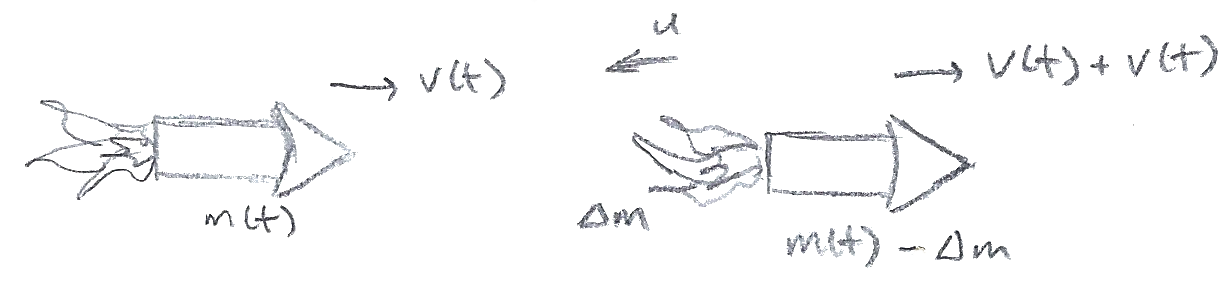 u
→ v(t)
v(t) + v(t)
m(t)
Δm
m(t) - Δm